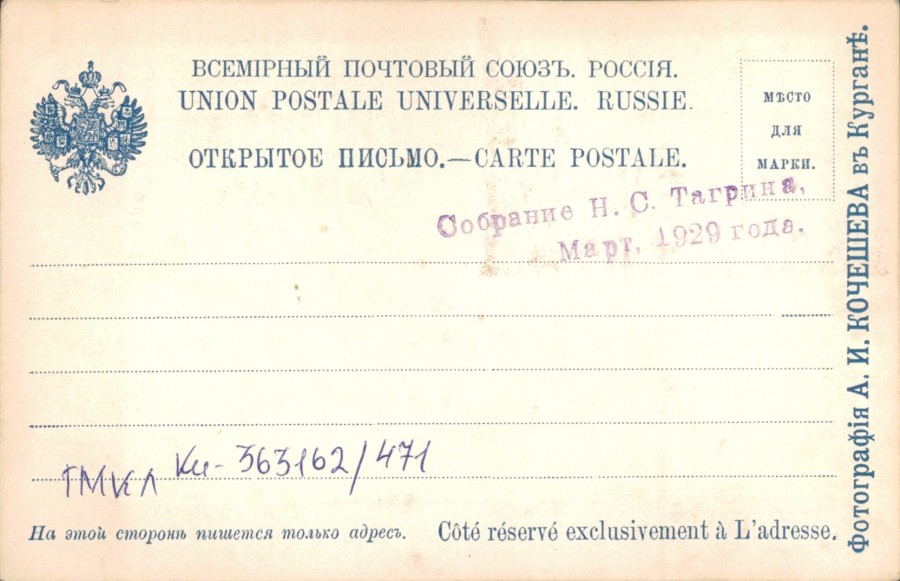 ВСЕМІРНЫЙ ПОЧТОВЫЙ СОЮЗЪ. РОССІЯ.
UNION POSTALE UNIVERSELLE. RUSSIE.
ОТКРЫТОЕ ПИСЬМО.—CARTE POSTALE.
МѢСТО
ДЛЯ
МАРКИ.
Собрание Н. С. Тагрина,
Март, 1929 года.
ГМИСПб КП-363162/471
На этой сторонѣ пишется только адресъ. Côté réservé exclusivement à L'adresse.
Фотографія А. И. КОЧЕШЕВА въ Курганѣ.